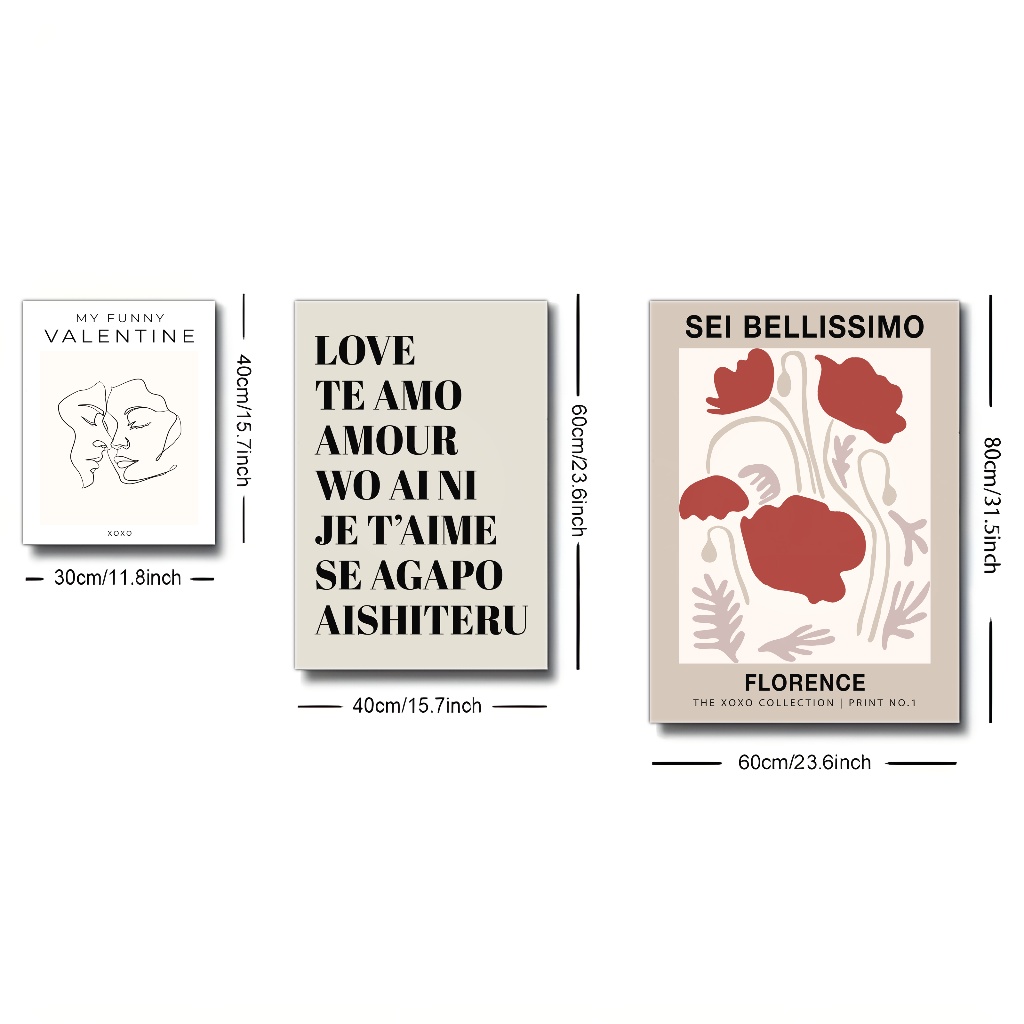 MY FUNNY
VALENTINE
XOXO
40cm/15.7inch
30cm/11.8inch
LOVE
TE AMO
AMOUR
WO AI NI
JE T’AIME
SE AGAPO
AISHITERU
60cm/23.6inch
40cm/15.7inch
SEI BELLISSIMO
FLORENCE
THE XOXO COLLECTION | PRINT NO.1
80cm/31.5inch
60cm/23.6inch